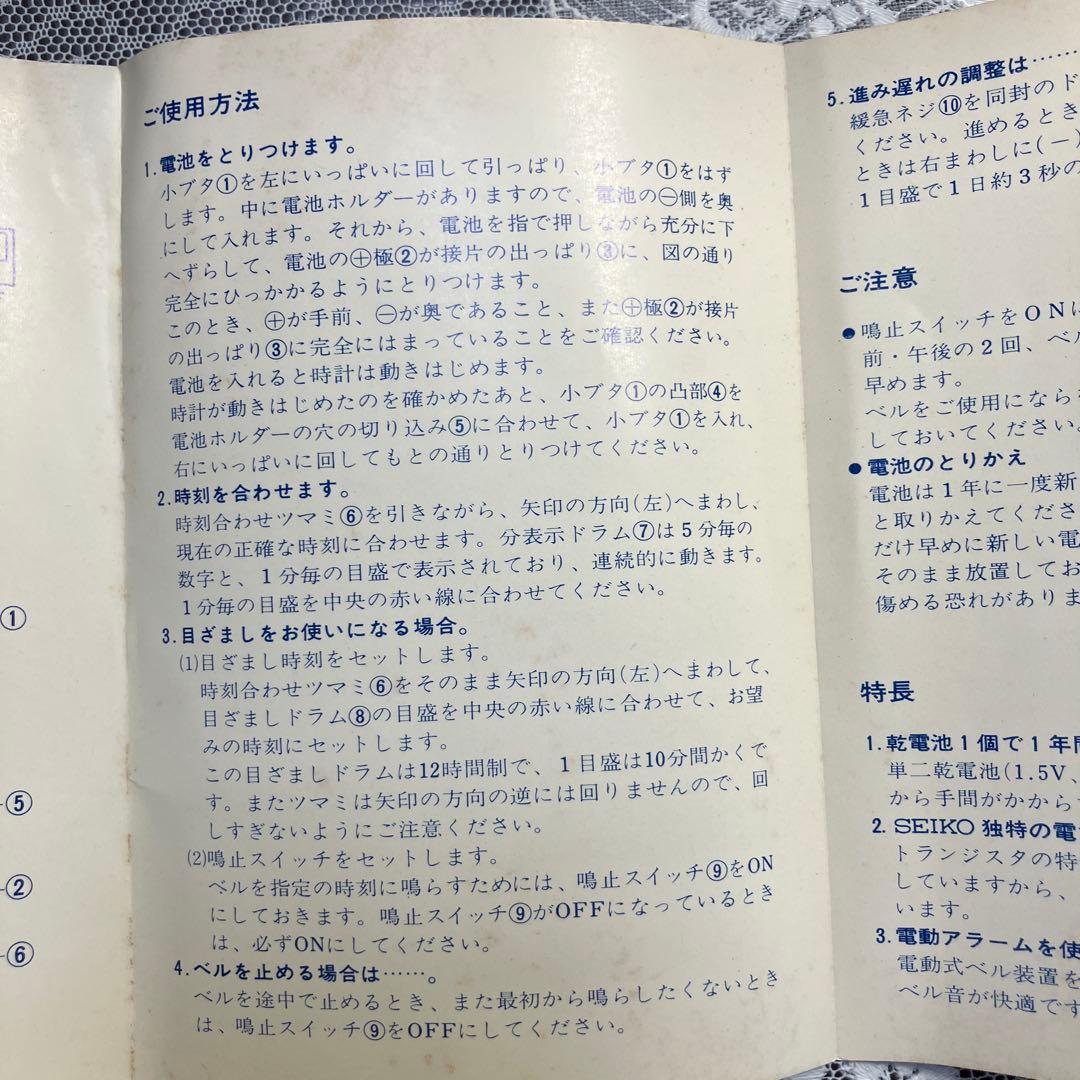 ①
⑤
②
⑥
ご使用方法
1.電池をとりつけます。
小ブタ①を左にいっぱいに回して引っぱり、小ブタ①をはず
します。中に電池ホルダーがありますので、電池の㊀側を奥
にして入れます。それから、電池を指で押しながら充分に下
へずらして、電池の⊕極②が接片の出っぱり③に、図の通り
完全にひっかかるようにとりつけます。
このとき、⊕が手前、㊀が奥であること、また⊕極②が接片
の出っぱり③に完全にはまっていることをご確認ください。
電池を入れると時計は動きはじめます。
時計が動きはじめたのを確かめたあと、小ブタ①の凸部④を
電池ホルダーの穴の切り込み⑤に合わせて、小ブタ①を入れ、
右にいっぱいに回してもとの通りとりつけてください。
2.時刻を合わせます。
時刻合わせツマミ⑥を引きながら、矢印の方向(左)へまわし、
現在の正確な時刻に合わせます。分表示ドラム⑦は5分毎の
数字と、1分毎の目盛で表示されており、連続的に動きます。
1分毎の目盛を中央の赤い線に合わせてください。
3.目ざましをお使いになる場合。
(1)目ざまし時刻をセットします。
時刻合わせツマミ⑥をそのまま矢印の方向(左)へまわして、
目ざましドラム⑧の目盛を中央の赤い線に合わせて、お望
みの時刻にセットします。
この目ざましドラムは12時間制で、1目盛は10分間かくで
す。またツマミは矢印の方向の逆には回りませんので、回
しすぎないようにご注意ください。
(2)鳴止スイッチをセットします。
ベルを指定の時刻に鳴らすためには、鳴止スイッチ⑨をON
にしておきます。鳴止スイッチ⑨がOFFになっているとき
は、必ずONにしてください。
4.ベルを止める場合は……。
ベルを途中で止めるとき、また最初から鳴らしたくないとき
は、鳴止スイッチ⑨をOFFにしてください。
5.進み遅れの調整は……
緩急ネジ⑩を同封のド
ください。進めるとき
ときは右まわしに(−)
1目盛で1日約3秒の
ご注意
●鳴止スイッチをONに
前・午後の2回、ベル
早めます。
ベルをご使用になら
しておいてください。
●電池のとりかえ
電池は1年に一度新
と取りかえてくださ
だけ早めに新しい電
そのまま放置してお
傷める恐れがありま
特長
1.乾電池1個で1年間
単二乾電池(1.5V、
から手間がかから
2.SEIKO独特の電
トランジスタの特
していますから、
います。
3.電動アラームを使
電動式ベル装置を
ベル音が快適です